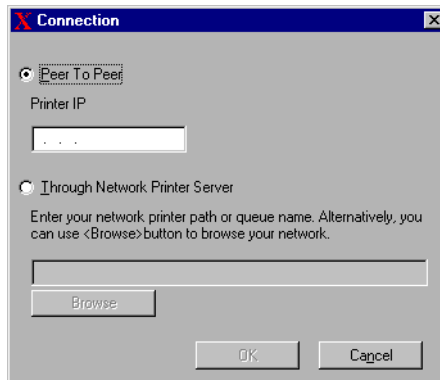 Connection
Peer To Peer
Printer IP
. . .
Through Network Printer Server
Enter your network printer path or queue name. Alternatively, you
can use <Browse>button to browse your network.
Browse
OK
Cancel